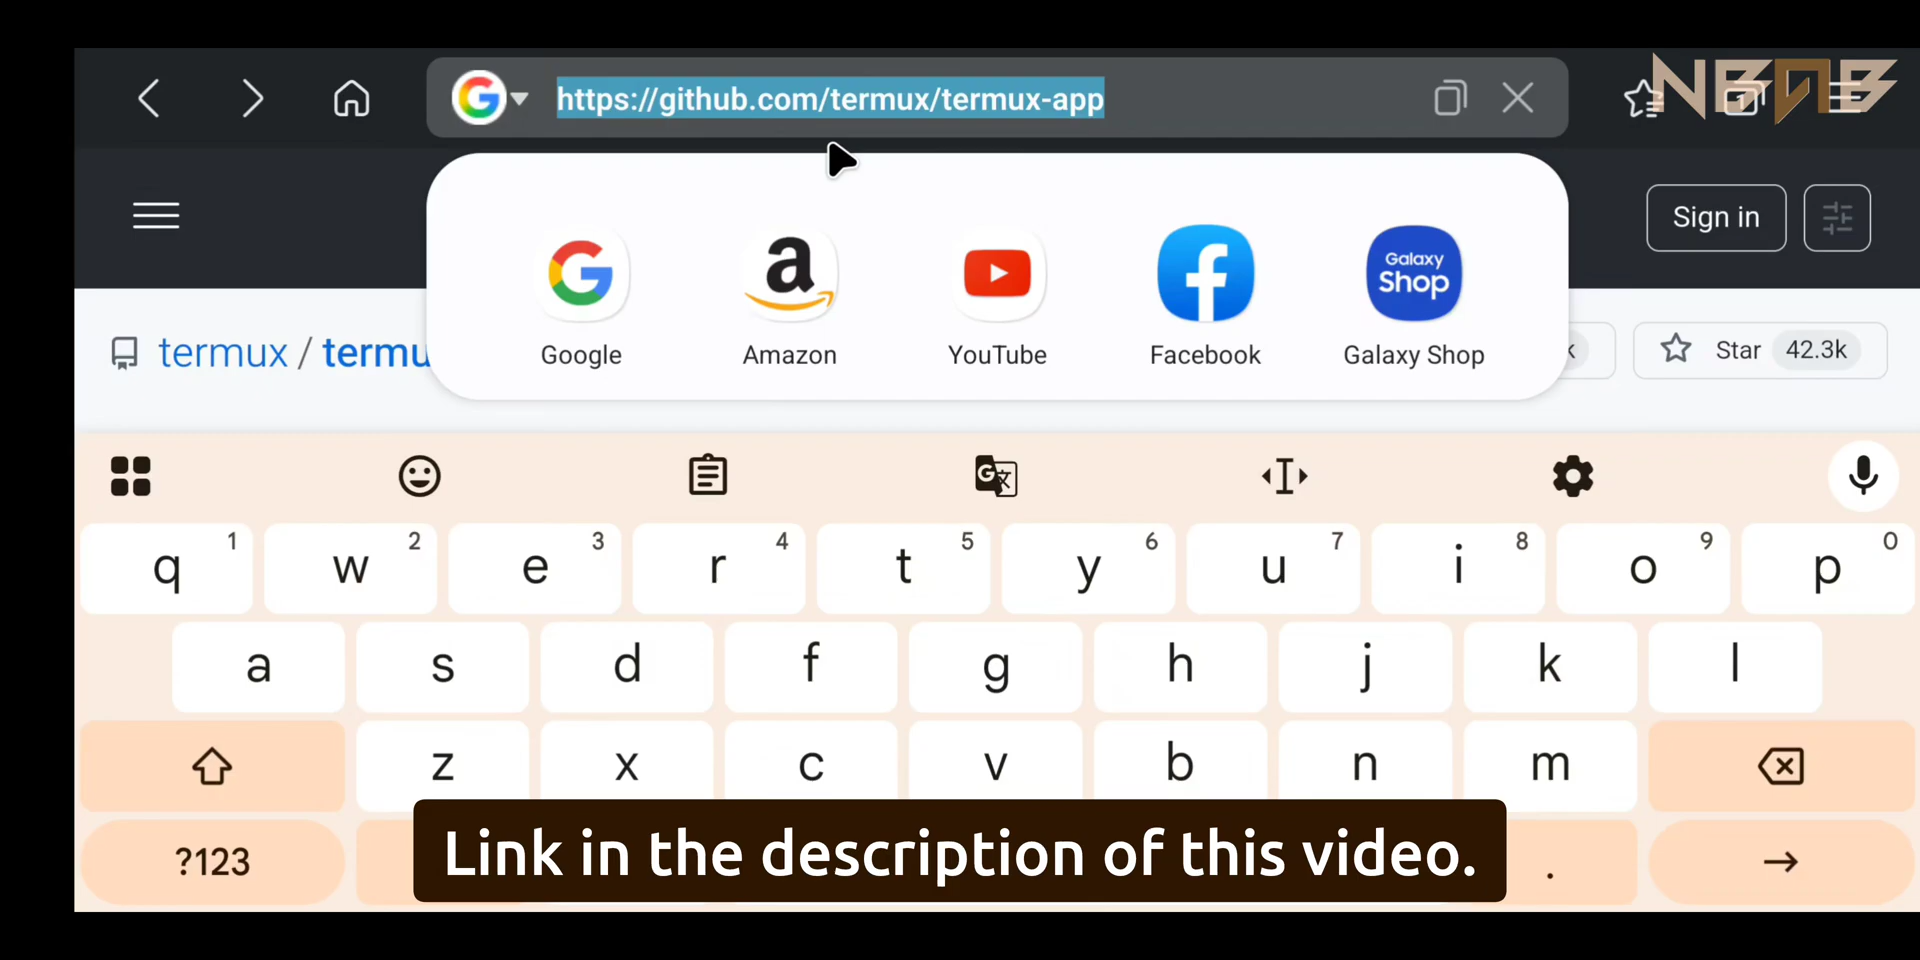 https://github.com/termux/termux-app
NBAB
1
Sign in
Google
Amazon
YouTube
Facebook
Galaxy Shop
Galaxy
Shop
termux / termu
k
Star 42.3k
q 1 w 2 e 3 r 4 t 5 y 6 u 7 i 8 o 9 p 0
a s d f g h j k l
z x c v b n m
?123 .
Link in the description of this video.